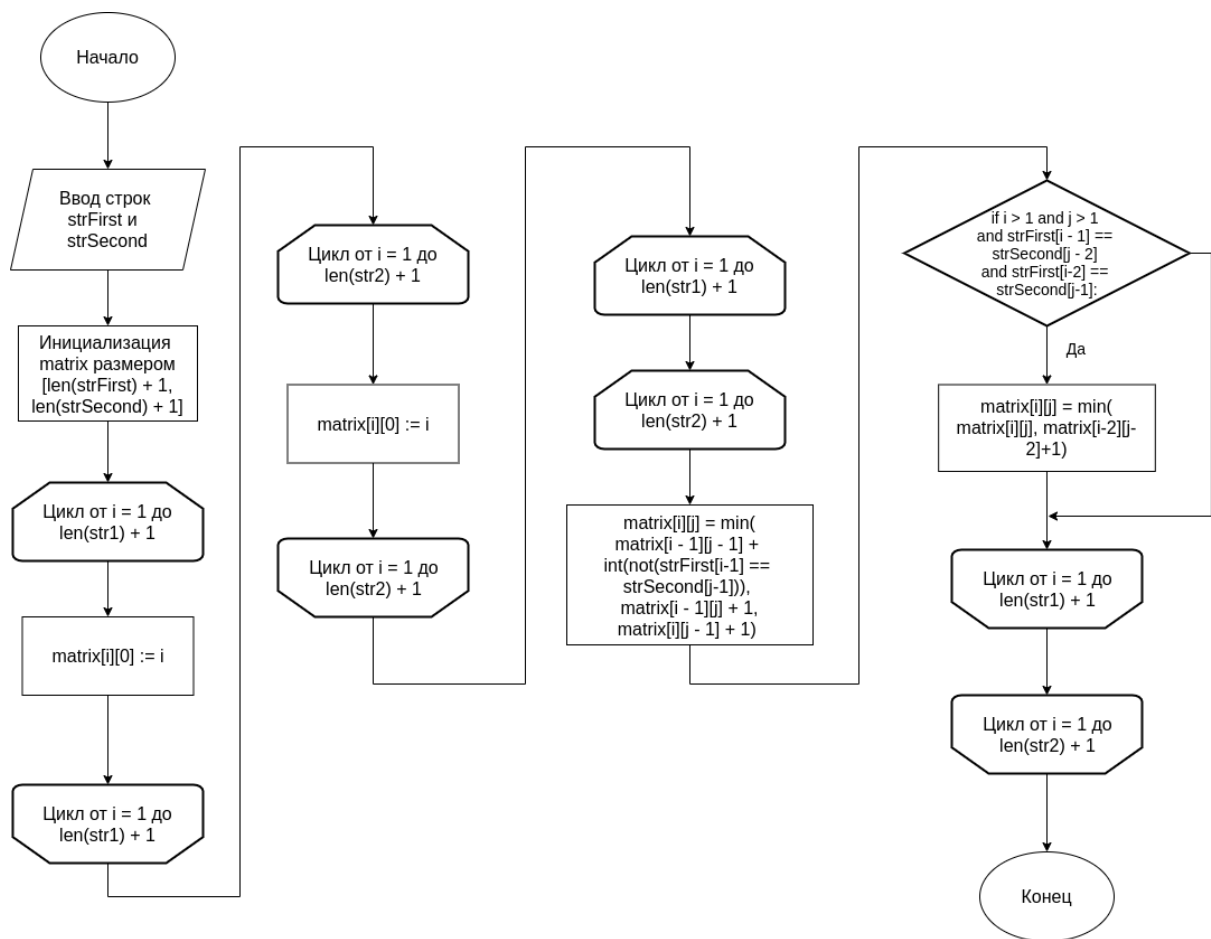 Начало
Ввод строк
strFirst и
strSecond
Инициализация
matrix размером
[len(strFirst) + 1,
len(strSecond) + 1]
Цикл от i = 1 до
len(str1) + 1
matrix[i][0] := i
Цикл от i = 1 до
len(str1) + 1
Цикл от i = 1 до
len(str2) + 1
matrix[i][0] := i
Цикл от i = 1 до
len(str2) + 1
Цикл от i = 1 до
len(str1) + 1
Цикл от i = 1 до
len(str2) + 1
matrix[i][j] = min(
matrix[i - 1][j - 1] +
int(not(strFirst[i-1] ==
strSecond[j-1])),
matrix[i - 1][j] + 1,
matrix[i][j - 1] + 1)
if i > 1 and j > 1
and strFirst[i - 1] ==
strSecond[j - 2]
and strFirst[i-2] ==
strSecond[j-1]:
Да
matrix[i][j] = min(
matrix[i][j], matrix[i-2][j-
2]+1)
Цикл от i = 1 до
len(str1) + 1
Цикл от i = 1 до
len(str2) + 1
Конец